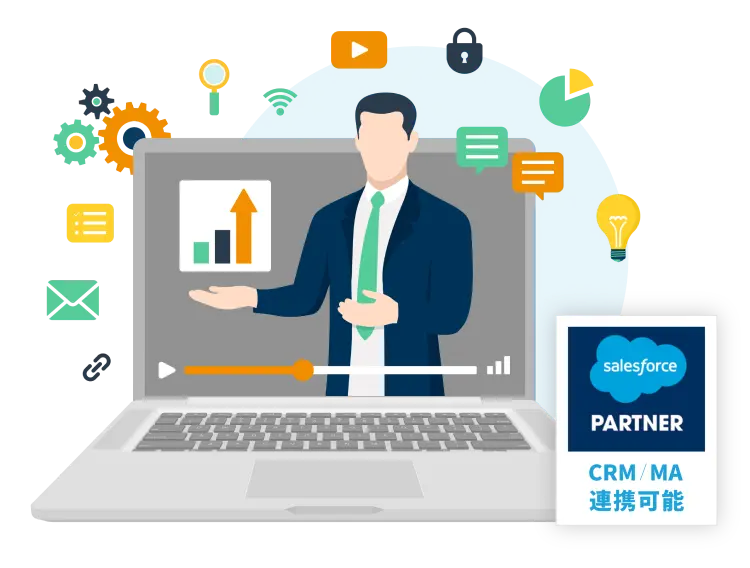 salesforce
PARTNER
CRM/MA
連携可能